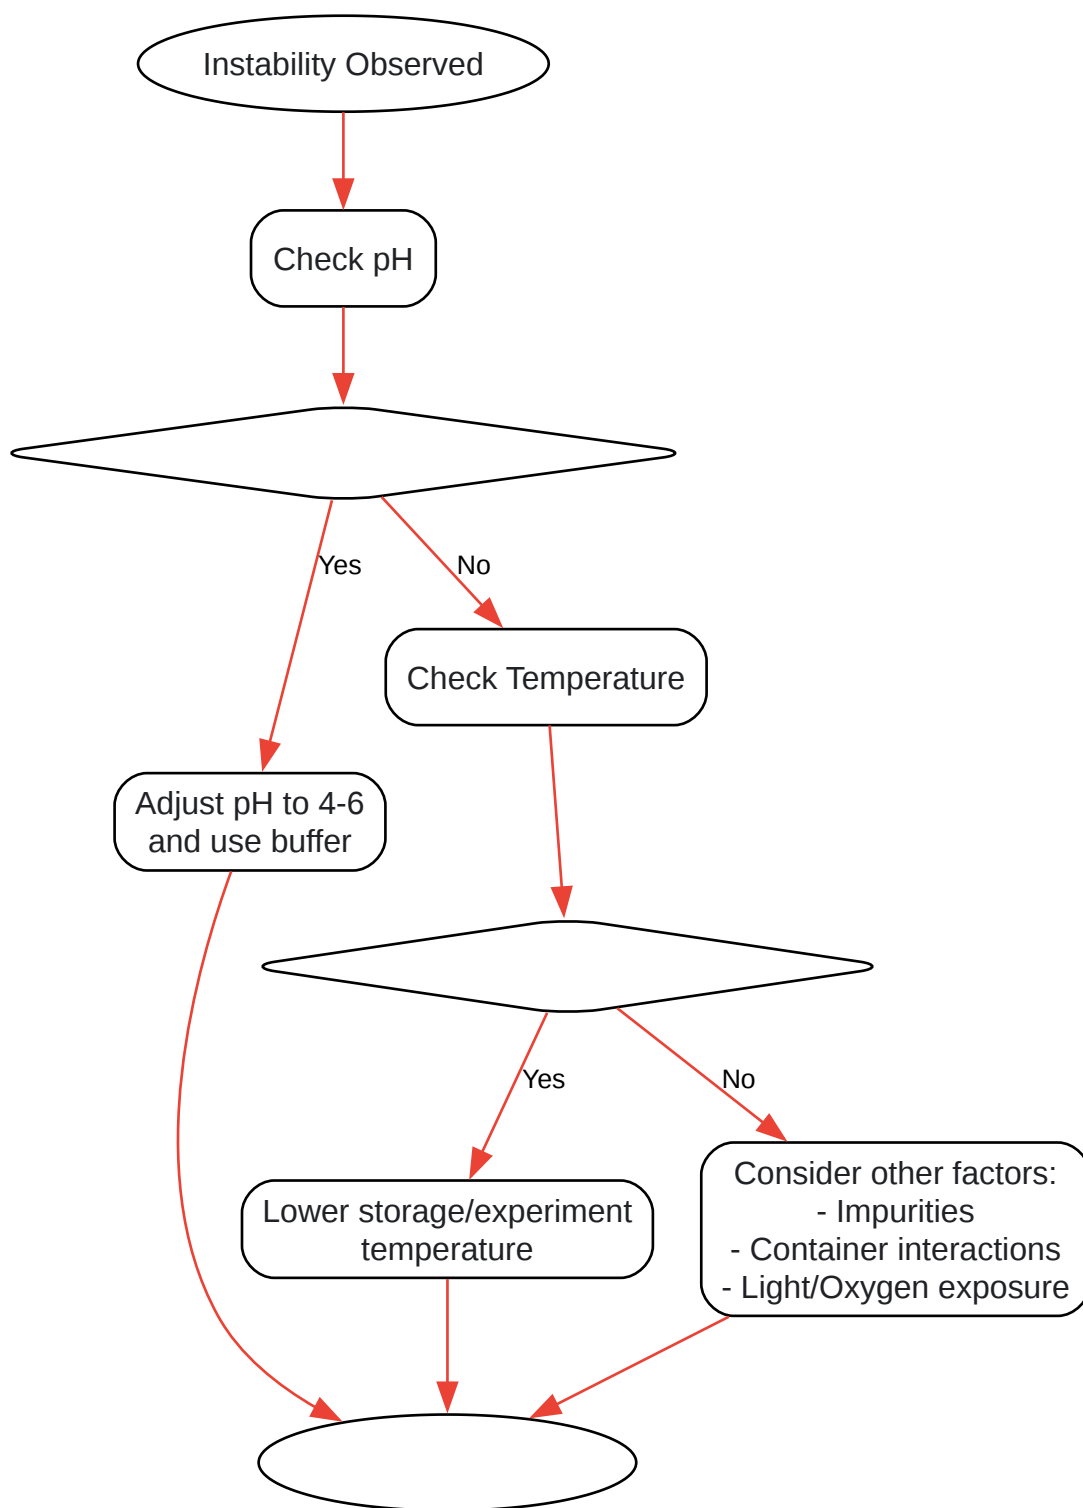 Instability Observed
Check pH
Yes
No
Check Temperature
Adjust pH to 4-6
and use buffer
Yes
No
Lower storage/experiment
temperature
Consider other factors:
- Impurities
- Container interactions
- Light/Oxygen exposure